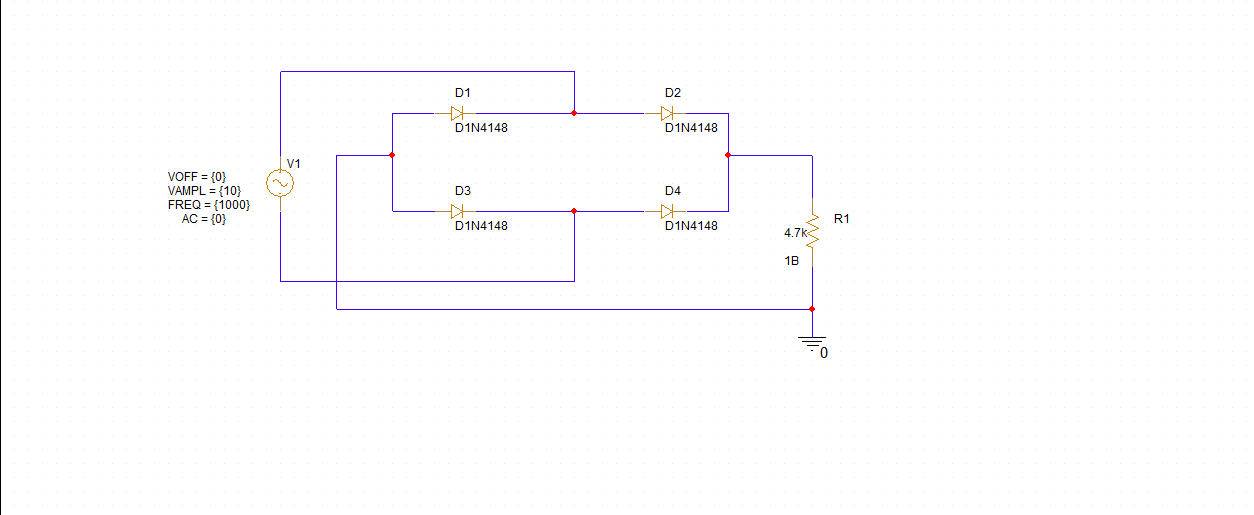 D1
D2
D1N4148
D1N4148
V1
VOFF = {0}
VAMPL = {10}
FREQ = {1000}
AC = {0}
D3
D4
D1N4148
D1N4148
R1
4.7k
1B
0